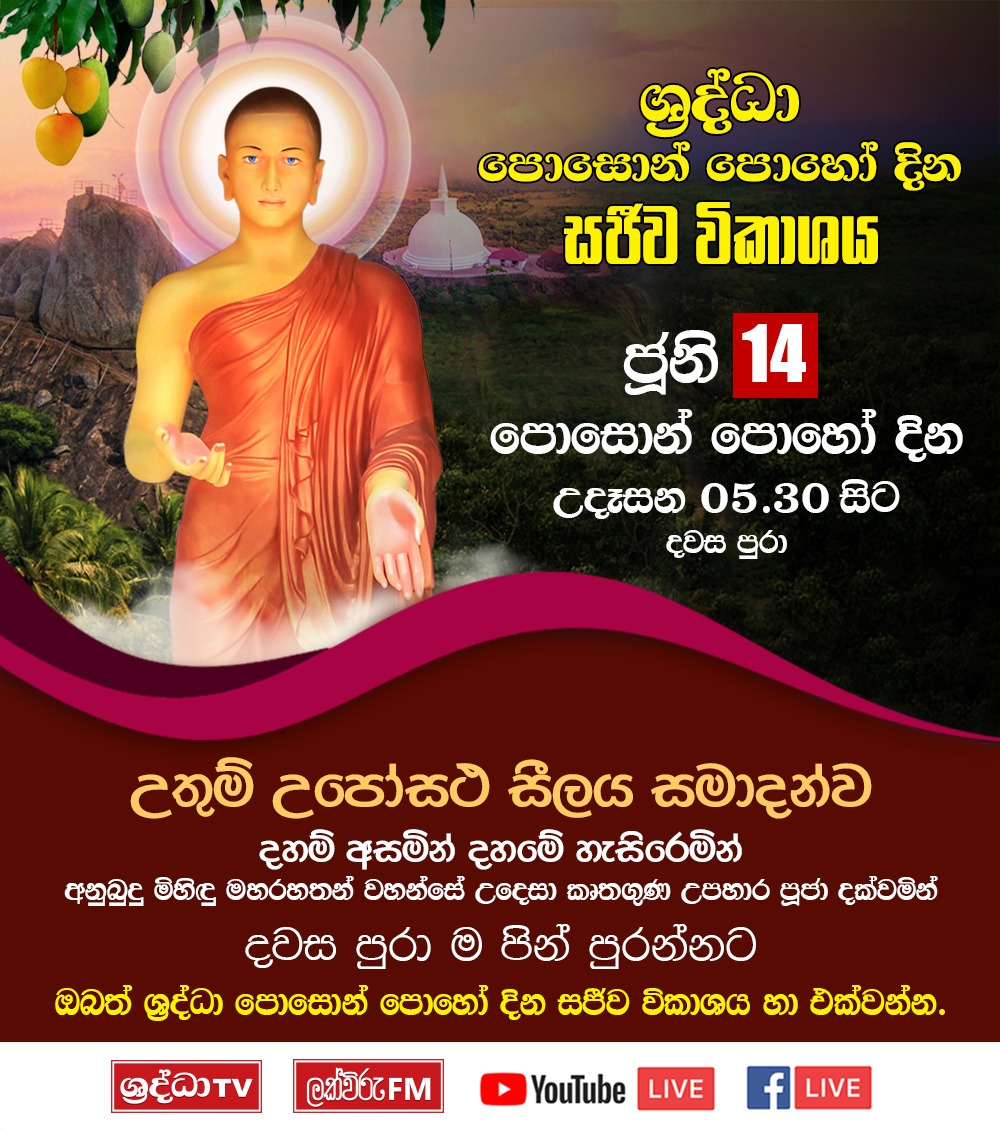 ශ්‍රද්ධා
පොසොන් පොහෝ දින
සජීව විකාශය
ජූනි 14
පොසොන් පොහෝ දින
උදෑසන 05.30 සිට
දවස පුරා
උතුම් උපෝසථ සීලය සමාදන්ව
දහම් අසමින් දහමේ හැසිරෙමින්
අනුබුදු මිහිඳු මහරහතන් වහන්සේ උදෙසා කෘතගුණ උපහාර පූජා දක්වමින්
දවස පුරා ම පින් පුරන්නට
ඔබත් ශ්‍රද්ධා පොසොන් පොහෝ දින සජීව විකාශය හා එක්වන්න.
ශ්‍රද්ධා TV ලක්විරු FM YouTube LIVE f LIVE